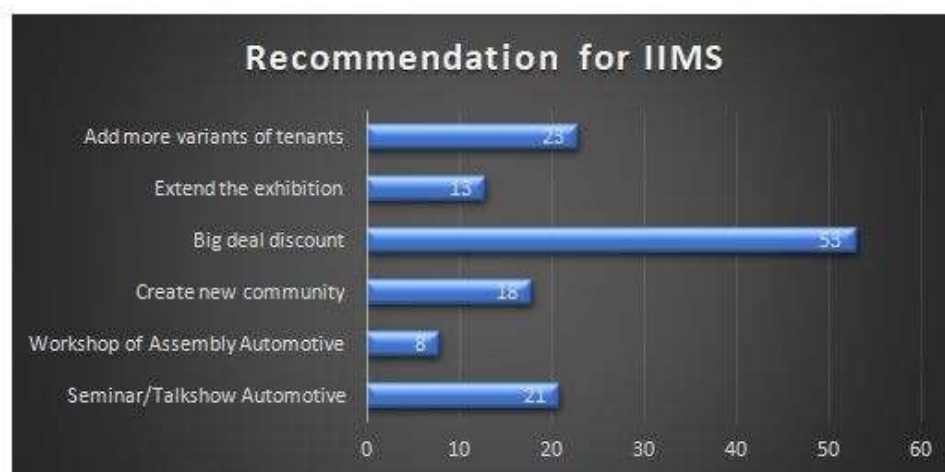 Recommendation for IIMS
Add more variants of tenants
23
Extend the exhibition
13
Big deal discount
53
Create new community
18
Workshop of Assembly Automotive
8
Seminar/Talkshow Automotive
21
0 10 20 30 40 50 60